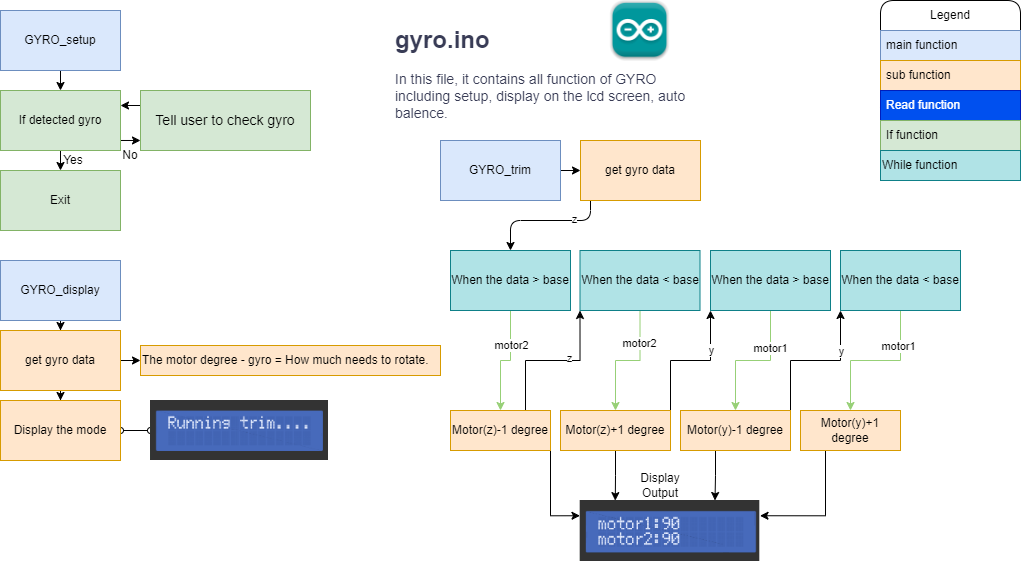 GYRO_setup
If detected gyro
Tell user to check gyro
Yes
No
Exit
gyro.ino
In this file, it contains all function of GYRO
including setup, display on the lcd screen, auto
balence.
Legend
main function
sub function
Read function
If function
While function
GYRO_trim
get gyro data
z
When the data > base
When the data < base
When the data > base
When the data < base
motor2
z
motor2
y
motor1
y
motor1
Motor(z)-1 degree
Motor(z)+1 degree
Motor(y)-1 degree
Motor(y)+1
degree
Display
Output
motor1:90
motor2:90
GYRO_display
get gyro data
The motor degree - gyro = How much needs to rotate.
Display the mode
Running trim....